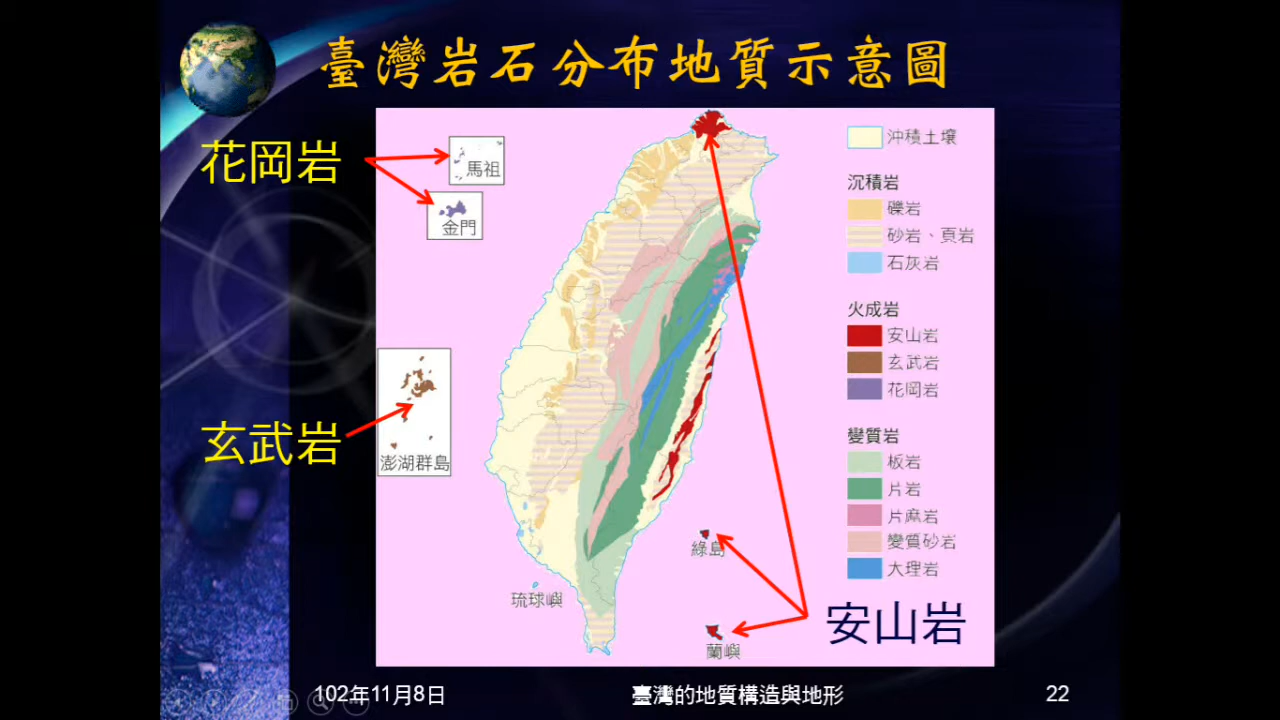 臺灣岩石分布地質示意圖
花岡岩
馬祖
金門
玄武岩
澎湖群島
琉球嶼
綠島
蘭嶼
安山岩
沖積土壤
沉積岩
礫岩
砂岩、頁岩
石灰岩
火成岩
安山岩
玄武岩
花岡岩
變質岩
板岩
片岩
片麻岩
變質砂岩
大理岩
102年11月8日
臺灣的地質構造與地形
22